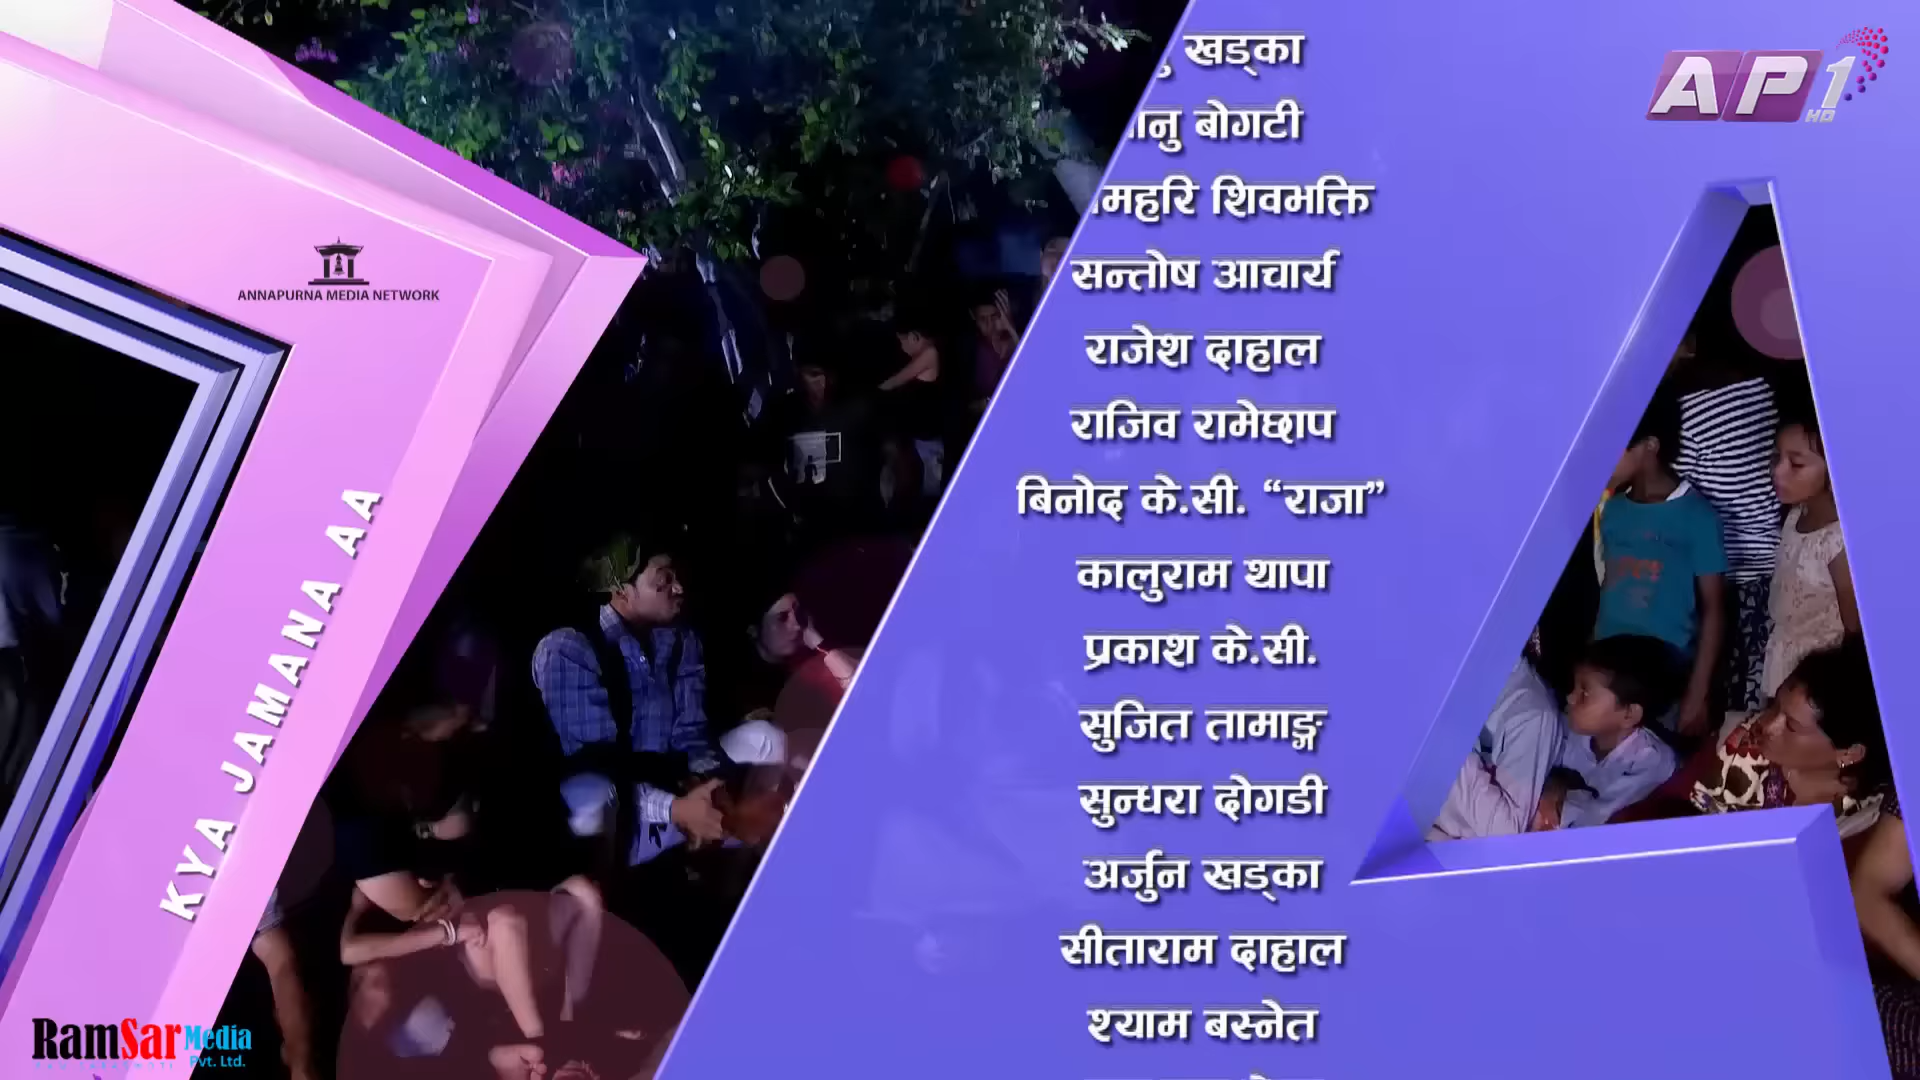 खड्का
बोगटी
शिवभक्ति
सन्तोष आचार्य
राजेश दाहाल
राजिव रामेछाप
बिनोद के.सी. “राजा”
कालुराम थापा
प्रकाश के.सी.
सुजित तामाङ्ग
सुन्धरा दोगडी
अर्जुन खड्का
सीताराम दाहाल
श्याम बस्नेत
AP1
HD
ANNAPURNA MEDIA NETWORK
KYA JAMANA AA
RamSar Media
Pvt. Ltd.